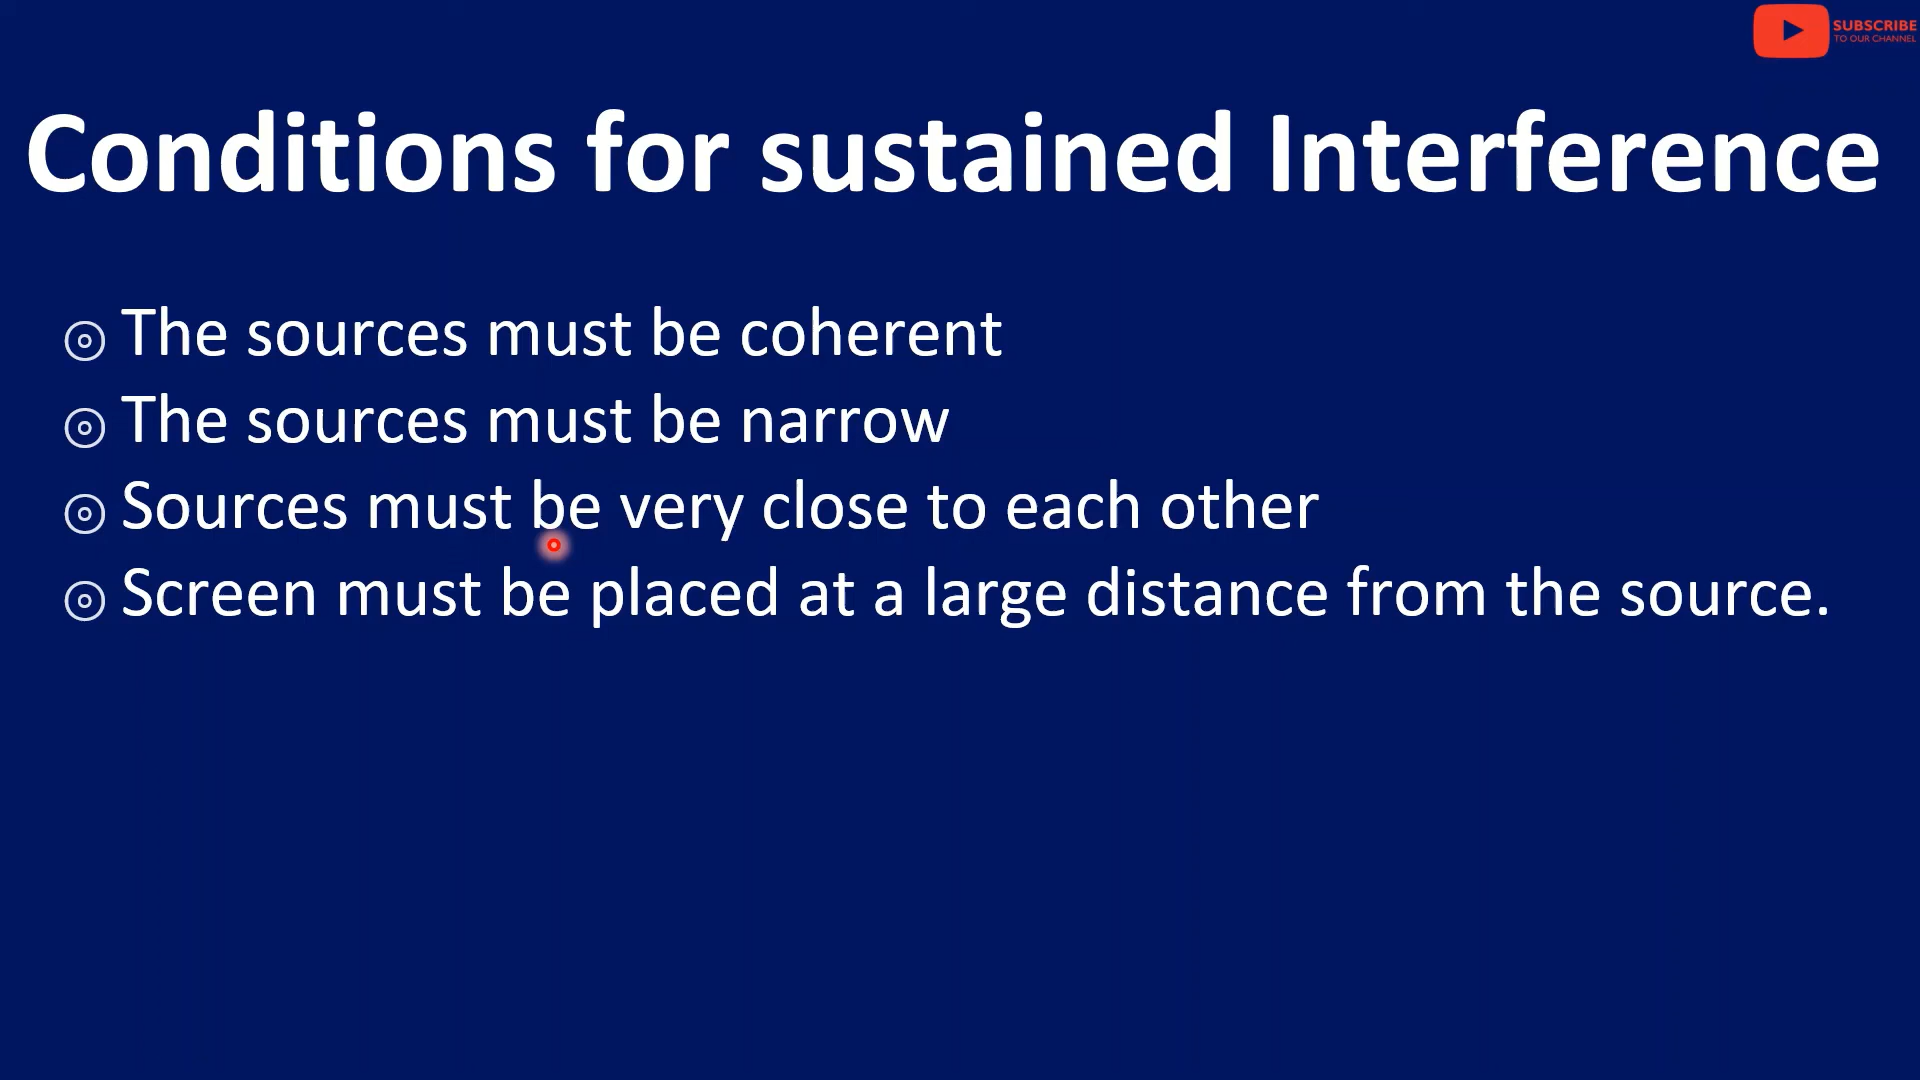 SUBSCRIBE
TO OUR CHANNEL
Conditions for sustained Interference
The sources must be coherent
The sources must be narrow
Sources must be very close to each other
Screen must be placed at a large distance from the source.